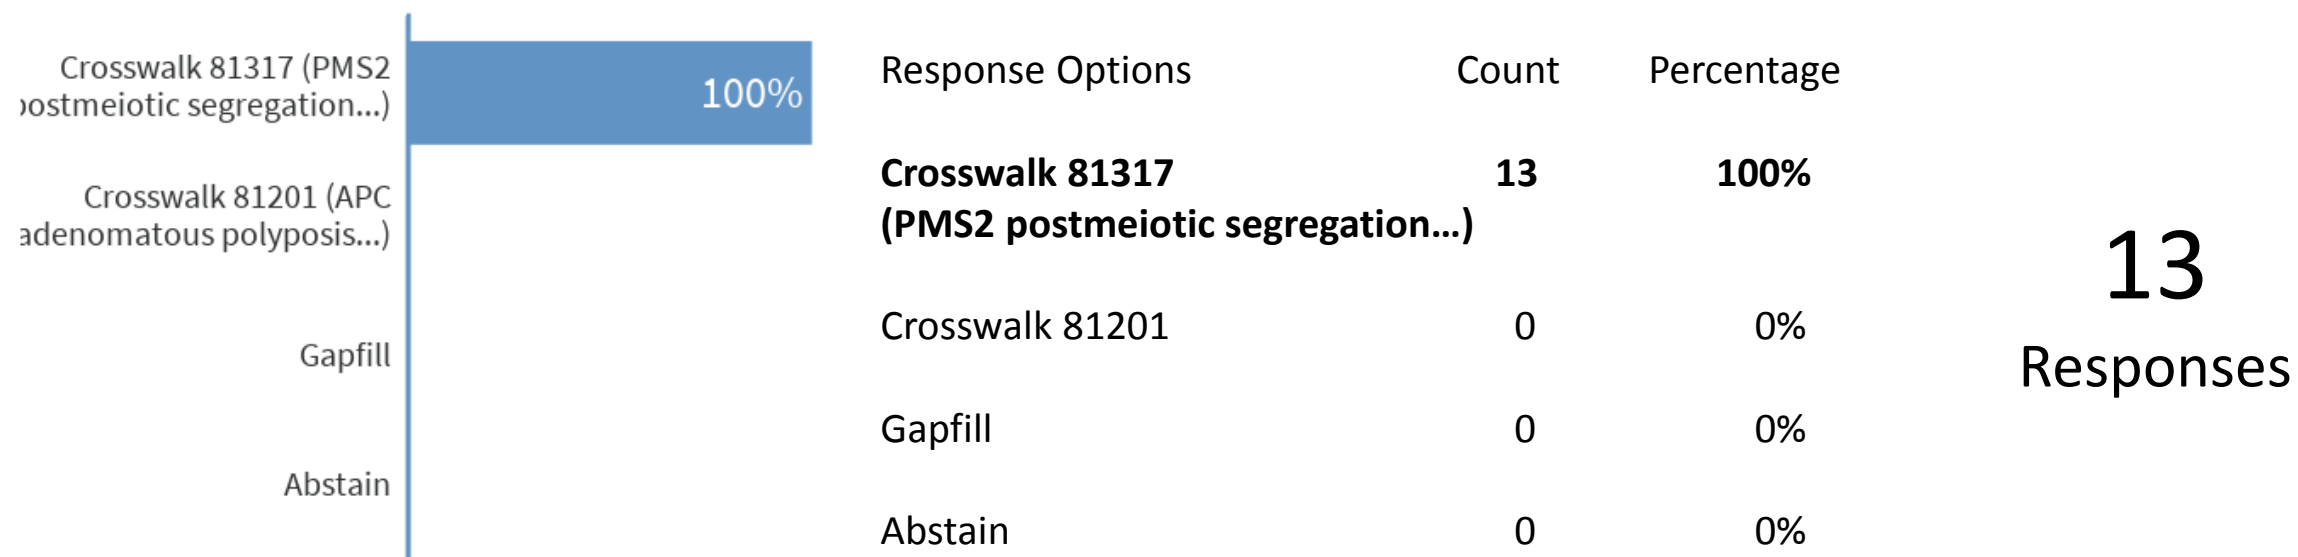 Crosswalk 81317 (PMS2
postmeiotic segregation...)
100%
Crosswalk 81201 (APC
adenomatous polyposis...)
Gapfill
Abstain
Response Options Count Percentage
Crosswalk 81317 13 100%
(PMS2 postmeiotic segregation...)
Crosswalk 81201 0 0%
Gapfill 0 0%
Abstain 0 0%
13
Responses